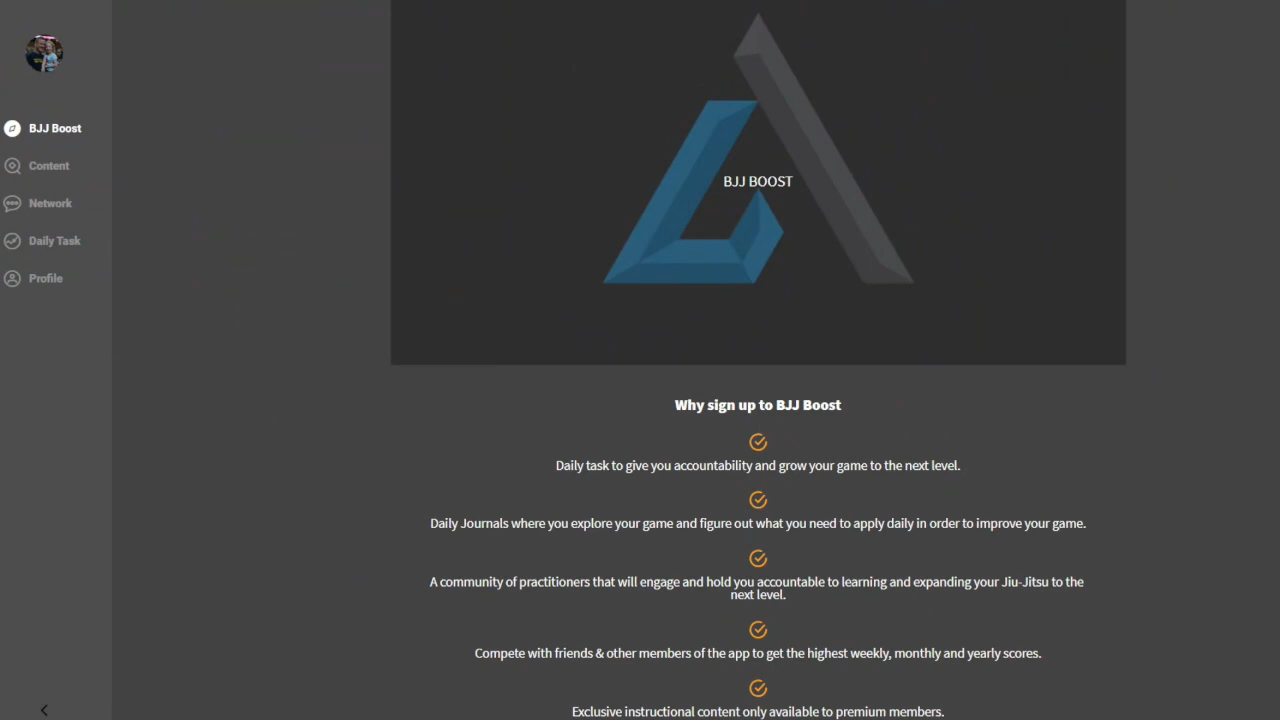 BJJ Boost
Content
Network
Daily Task
Profile
BJJ BOOST
Why sign up to BJJ Boost
Daily task to give you accountability and grow your game to the next level.
Daily Journals where you explore your game and figure out what you need to apply daily in order to improve your game.
A community of practitioners that will engage and hold you accountable to learning and expanding your Jiu-Jitsu to the
next level.
Compete with friends & other members of the app to get the highest weekly, monthly and yearly scores.
Exclusive instructional content only available to premium members.